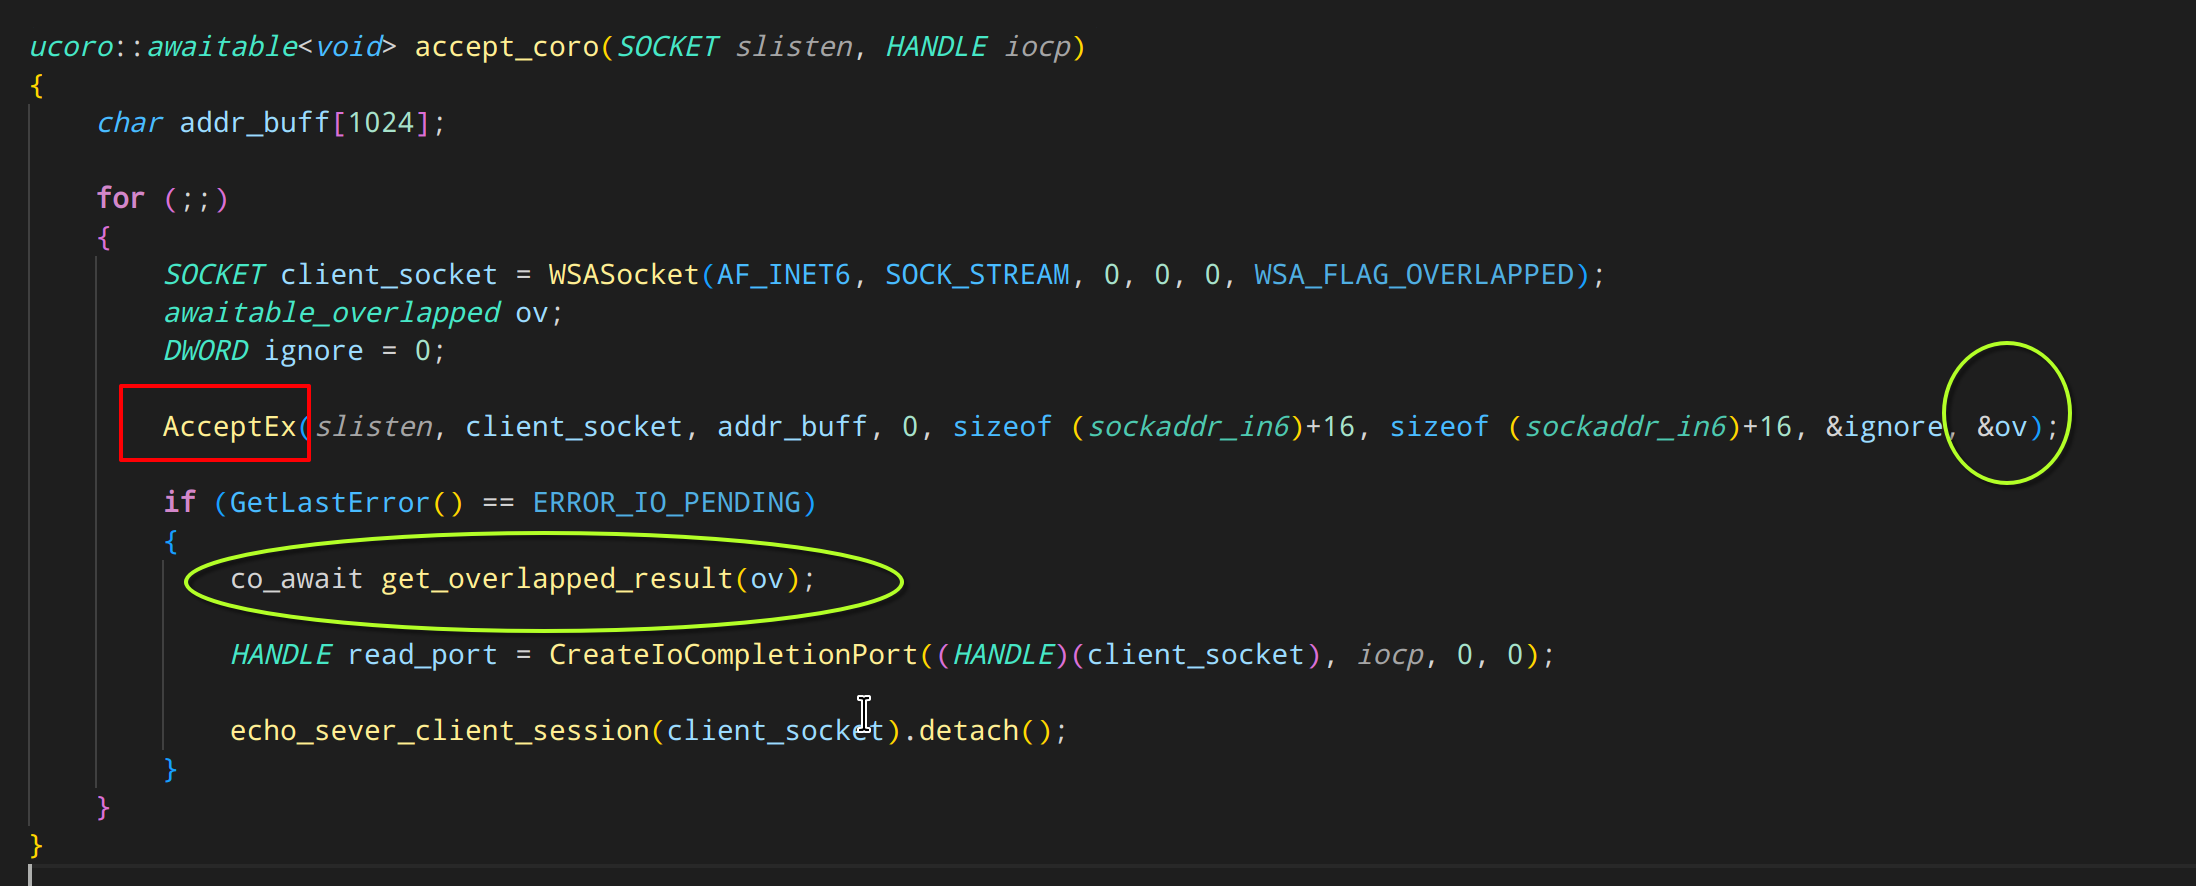 ucoro::awaitable<void> accept_coro(SOCKET slisten, HANDLE iocp)
{
    char addr_buff[1024];

    for (;;)
    {
        SOCKET client_socket = WSASocket(AF_INET6, SOCK_STREAM, 0, 0, 0, WSA_FLAG_OVERLAPPED);
        awaitable_overlapped ov;
        DWORD ignore = 0;

        AcceptEx(slisten, client_socket, addr_buff, 0, sizeof (sockaddr_in6)+16, sizeof (sockaddr_in6)+16, &ignore, &ov);

        if (GetLastError() == ERROR_IO_PENDING)
        {
            co_await get_overlapped_result(ov);

            HANDLE read_port = CreateIoCompletionPort((HANDLE)(client_socket), iocp, 0, 0);

            echo_sever_client_session(client_socket).detach();
        }
    }
}